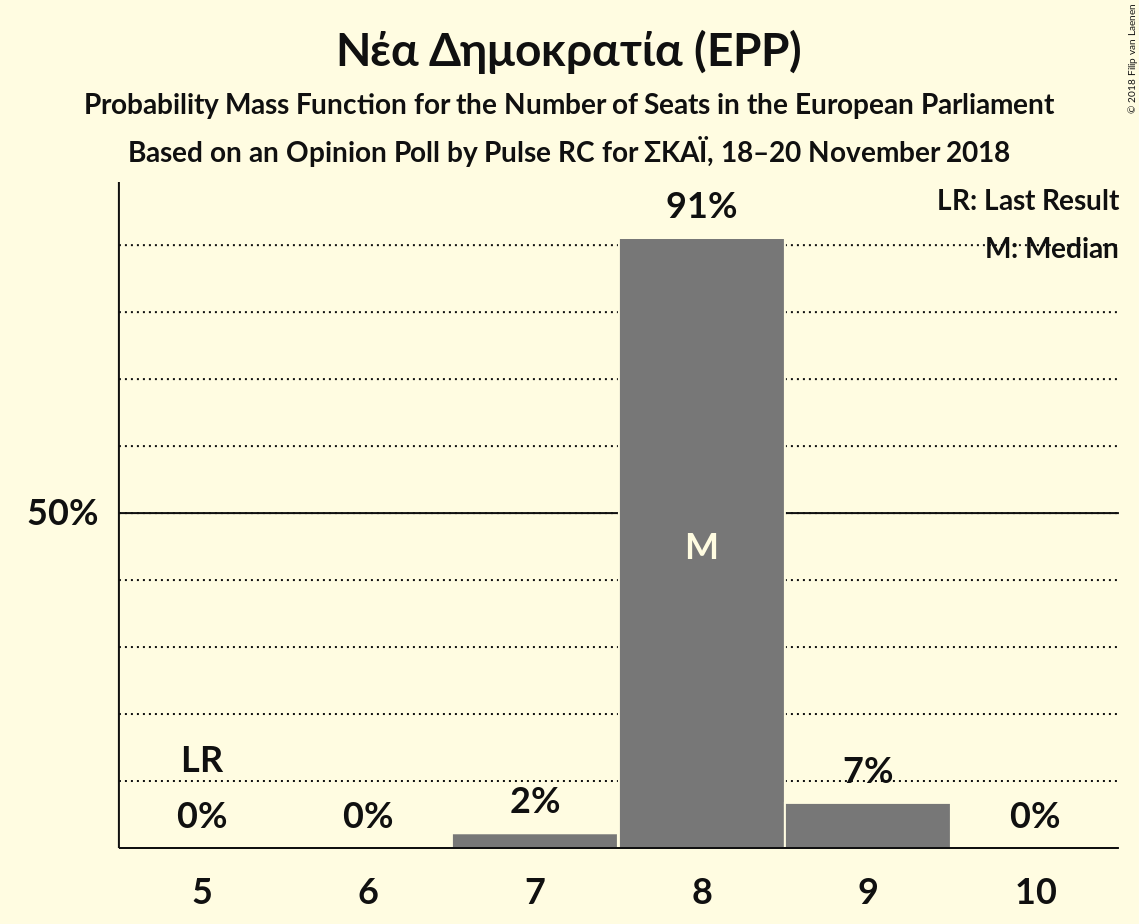 Νέα Δημοκρατία (EPP)
Probability Mass Function for the Number of Seats in the European Parliament
Based on an Opinion Poll by Pulse RC for ΣΚΑΪ, 18–20 November 2018
© 2018 Filip van Laenen
LR: Last Result
M: Median
91%
50%
M
LR
0%
0%
2%
7%
0%
5
6
7
8
9
10